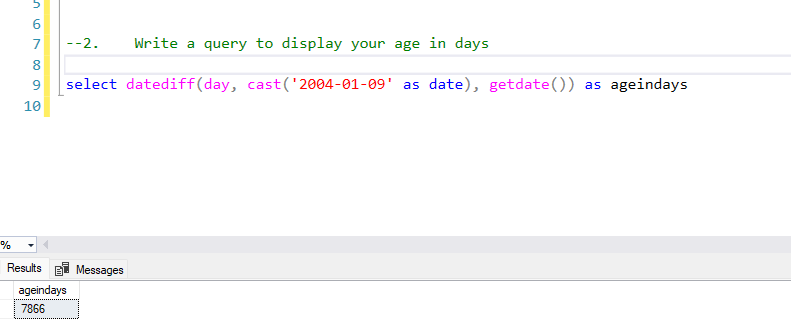 5
6
7 --2. Write a query to display your age in days
8
9 select datediff(day, cast('2004-01-09' as date), getdate()) as ageindays
10
%
Results Messages
ageindays
7866